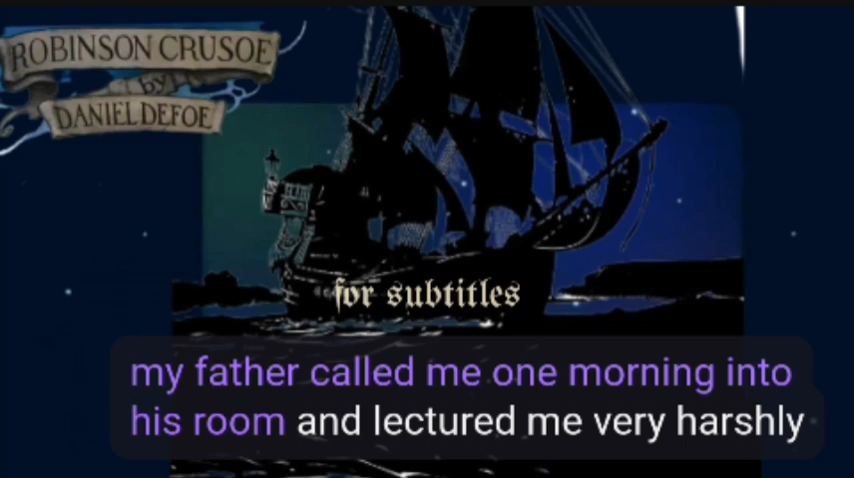 ROBINSON CRUSOE
by
DANIEL DEFOE
for subtitles
my father called me one morning into
his room and lectured me very harshly